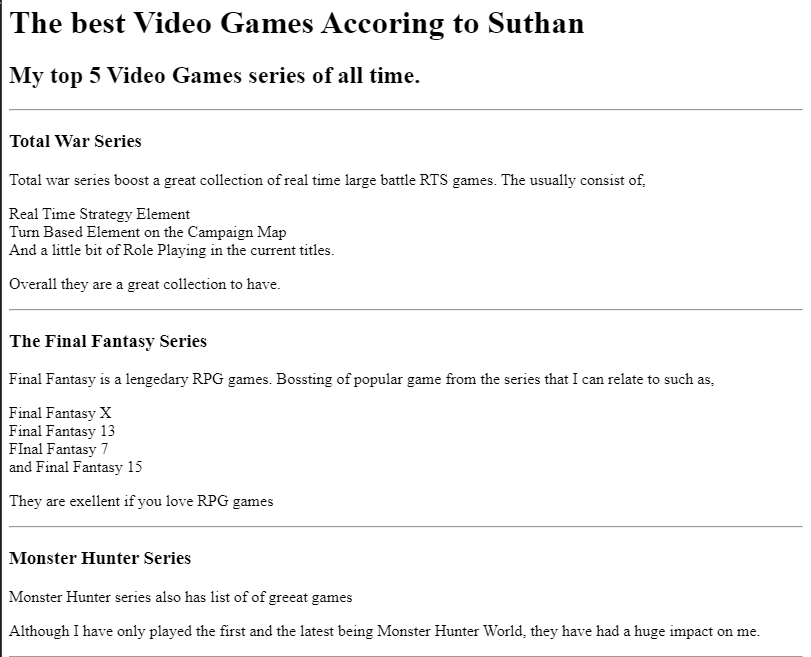 The best Video Games Accoring to Suthan
My top 5 Video Games series of all time.
Total War Series
Total war series boost a great collection of real time large battle RTS games. The usually consist of,
Real Time Strategy Element
Turn Based Element on the Campaign Map
And a little bit of Role Playing in the current titles.
Overall they are a great collection to have.
The Final Fantasy Series
Final Fantasy is a lengedary RPG games. Bossting of popular game from the series that I can relate to such as,
Final Fantasy X
Final Fantasy 13
FInal Fantasy 7
and Final Fantasy 15
They are exellent if you love RPG games
Monster Hunter Series
Monster Hunter series also has list of of greeat games
Although I have only played the first and the latest being Monster Hunter World, they have had a huge impact on me.